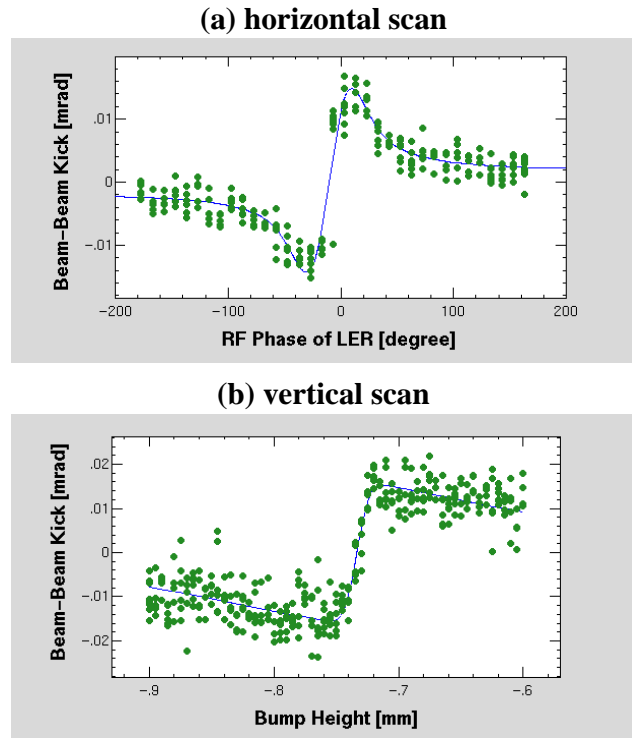 (a) horizontal scan
Beam-Beam Kick [mrad]
.01
0
-.01
-200
-100
0
100
200
RF Phase of LER [degree]
(b) vertical scan
Beam-Beam Kick [mrad]
.02
.01
0
-.01
-.02
-.9
-.8
-.7
-.6
Bump Height [mm]